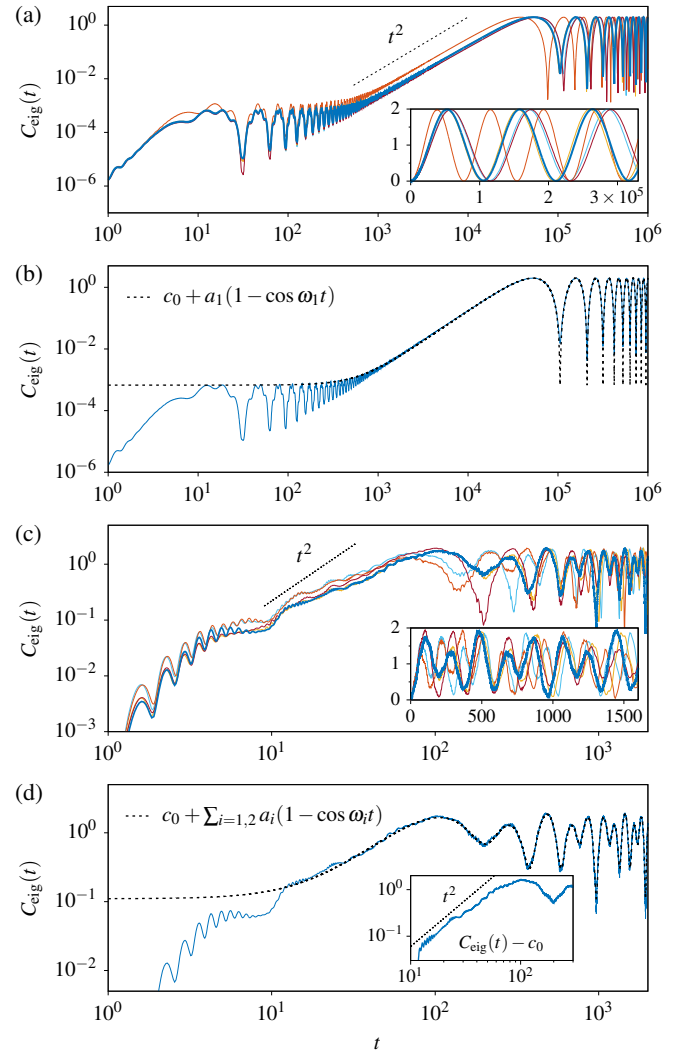 (a)
C_eig(t)
10^0
10^-2
10^-4
10^-6
t^2
2
1
0
0 1 2 3 × 10^5
10^0 10^1 10^2 10^3 10^4 10^5 10^6
(b)
C_eig(t)
10^0
10^-2
10^-4
10^-6
c_0 + a_1(1 − cos ω_1 t)
10^0 10^1 10^2 10^3 10^4 10^5 10^6
(c)
C_eig(t)
10^0
10^-1
10^-2
10^-3
t^2
2
1
0
0 500 1000 1500
10^0 10^1 10^2 10^3
(d)
C_eig(t)
10^0
10^-1
10^-2
c_0 + ∑_{i=1,2} a_i(1 − cos ω_i t)
10^0
10^-1
t^2
C_eig(t) − c_0
10^1 10^2
10^0 10^1 10^2 10^3
t